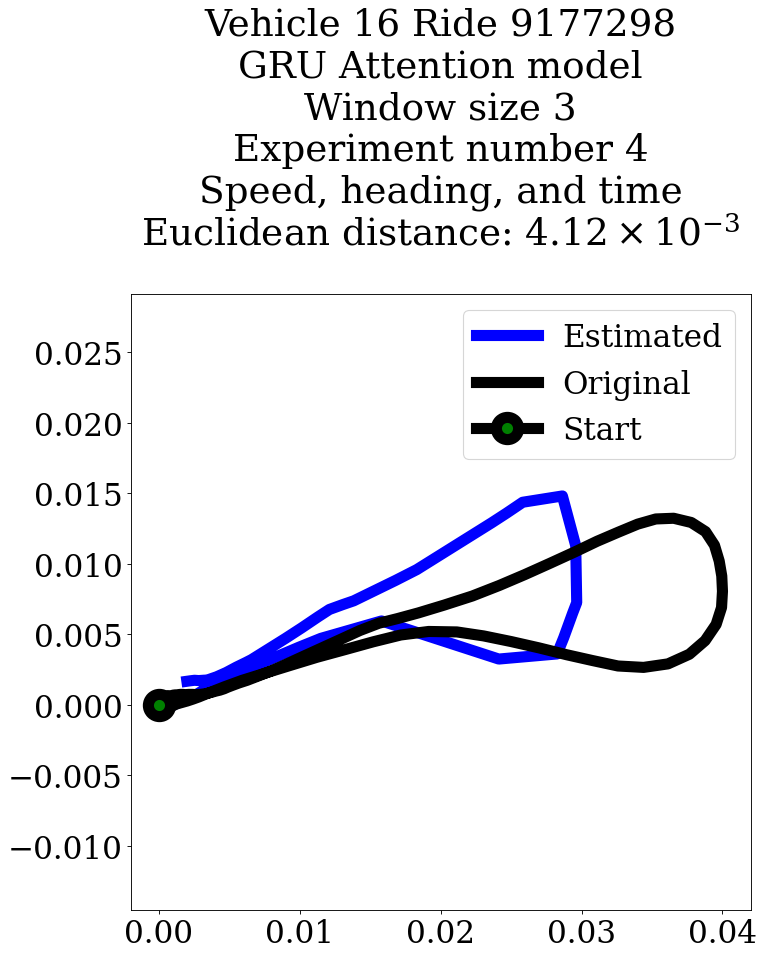 Vehicle 16 Ride 9177298
GRU Attention model
Window size 3
Experiment number 4
Speed, heading, and time
Euclidean distance: 4.12 × 10⁻³
Estimated
Original
Start
0.025
0.020
0.015
0.010
0.005
0.000
−0.005
−0.010
0.00 0.01 0.02 0.03 0.04